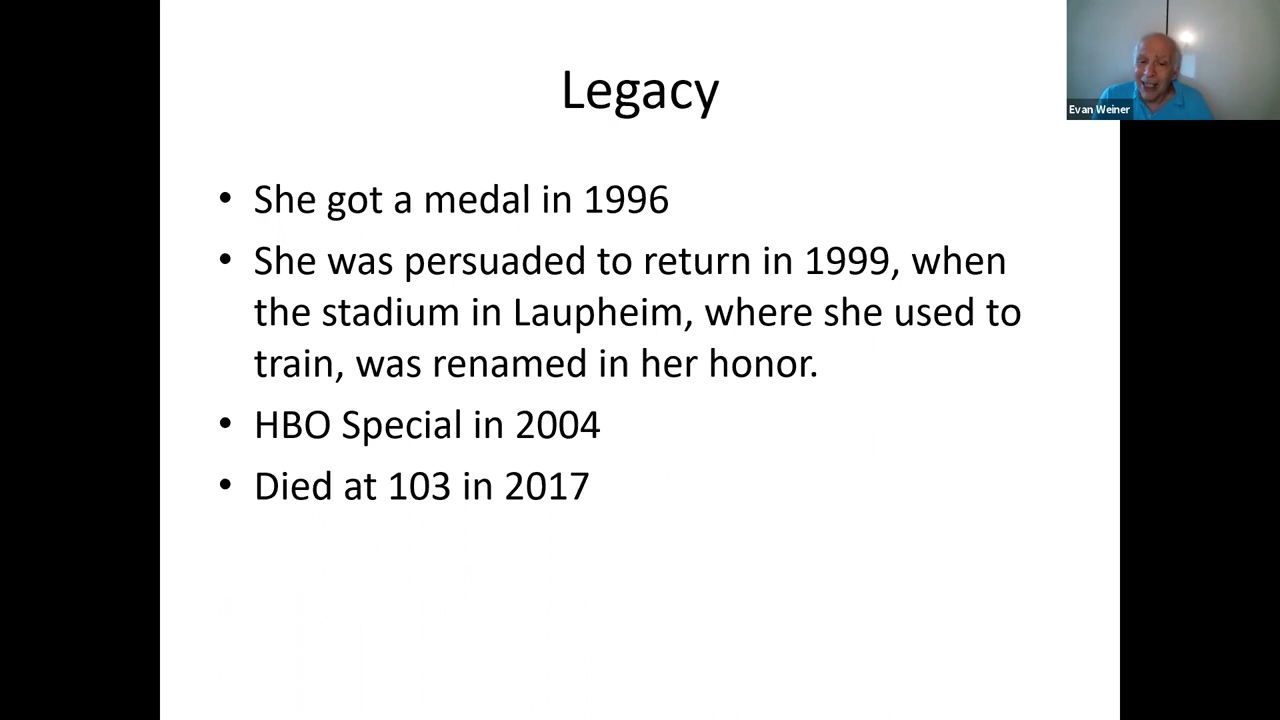 Legacy
Evan Weiner
• She got a medal in 1996
• She was persuaded to return in 1999, when
the stadium in Laupheim, where she used to
train, was renamed in her honor.
• HBO Special in 2004
• Died at 103 in 2017